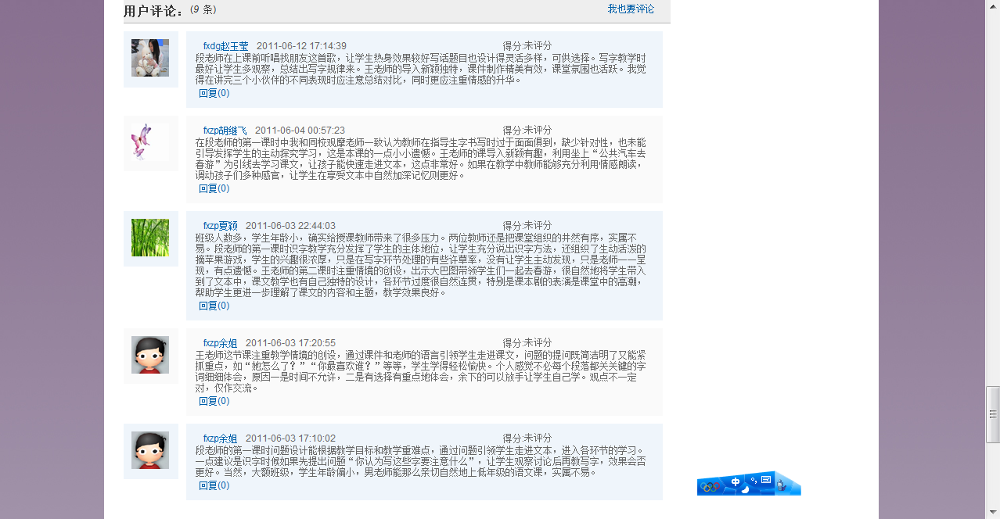 用户评论：(9 条)
我也要评论
fxdg赵玉莹 2011-06-12 17:14:39 得分:未评分
段老师在上课前听唱找朋友这首歌，让学生热身效果较好写话题目也设计得灵活多样，可供选择。写字教学时
最好让学生多观察，总结出写字规律来。王老师的导入新颖独特，课件制作精美有效，课堂氛围也活跃。我觉
得在讲完三个小伙伴的不同表现时应注意总结对比，同时更应注重情感的升华。
回复(0)
fxzp胡继飞 2011-06-04 00:57:23 得分:未评分
在段老师的第一课时中我和同校观摩老师一致认为教师在指导生字书写时过于面面俱到，缺少针对性，也未能
引导发挥学生的主动探究学习，这是本课的一点小小遗憾。王老师的课导入新颖有趣，利用坐上“公共汽车去
春游”为引线去学习课文，让孩子能快速走进文本，这点非常好。如果在教学中教师能够充分利用情感朗读，
调动孩子们多种感官，让学生在享受文本中自然加深记忆则更好。
回复(0)
fxzp夏颖 2011-06-03 22:44:03 得分:未评分
班级人数多，学生年龄小，确实给授课教师带来了很多压力。两位教师还是把课堂组织的井然有序，实属不
易。段老师的第一课时识字教学充分发挥了学生的主体地位，让学生充分说出识字方法，还组织了生动活泼的
摘苹果游戏，学生的兴趣很浓厚，只是在写字环节处理的有些许草率，没有让学生主动发现，只是老师一一呈
现，有点遗憾。王老师的第二课时注重情境的创设，出示大巴图带领学生们一起去春游，很自然地将学生带入
到了文本中，课文教学也有自己独特的设计，各环节过度很自然连贯，特别是课本剧的表演是课堂中的高潮，
帮助学生更进一步理解了课文的内容和主题，教学效果良好。
回复(0)
fxzp余姐 2011-06-03 17:20:55 得分:未评分
王老师这节课注重教学情境的创设，通过课件和老师的语言引领学生走进课文，问题的提问既简洁明了又能紧
抓重点，如“她怎么了？”“你最喜欢谁？”等等，学生学得轻松愉快。个人感觉不必每个段落都关关键的字
词细细体会，原因一是时间不允许，二是有选择有重点地体会，余下的可以放手让学生自己学。观点不一定
对，仅作交流。
回复(0)
fxzp余姐 2011-06-03 17:10:02 得分:未评分
段老师的第一课时问题设计能根据教学目标和教学重难点，通过问题引领学生走进文本，进入各环节的学习。
一点建议是识字时候如果先提出问题“你认为写这些字要注意什么”，让学生观察讨论后再教写字，效果会否
更好。当然，大额班级，学生年龄偏小，男老师能那么亲切自然地上低年级的语文课，实属不易。
回复(0)
中